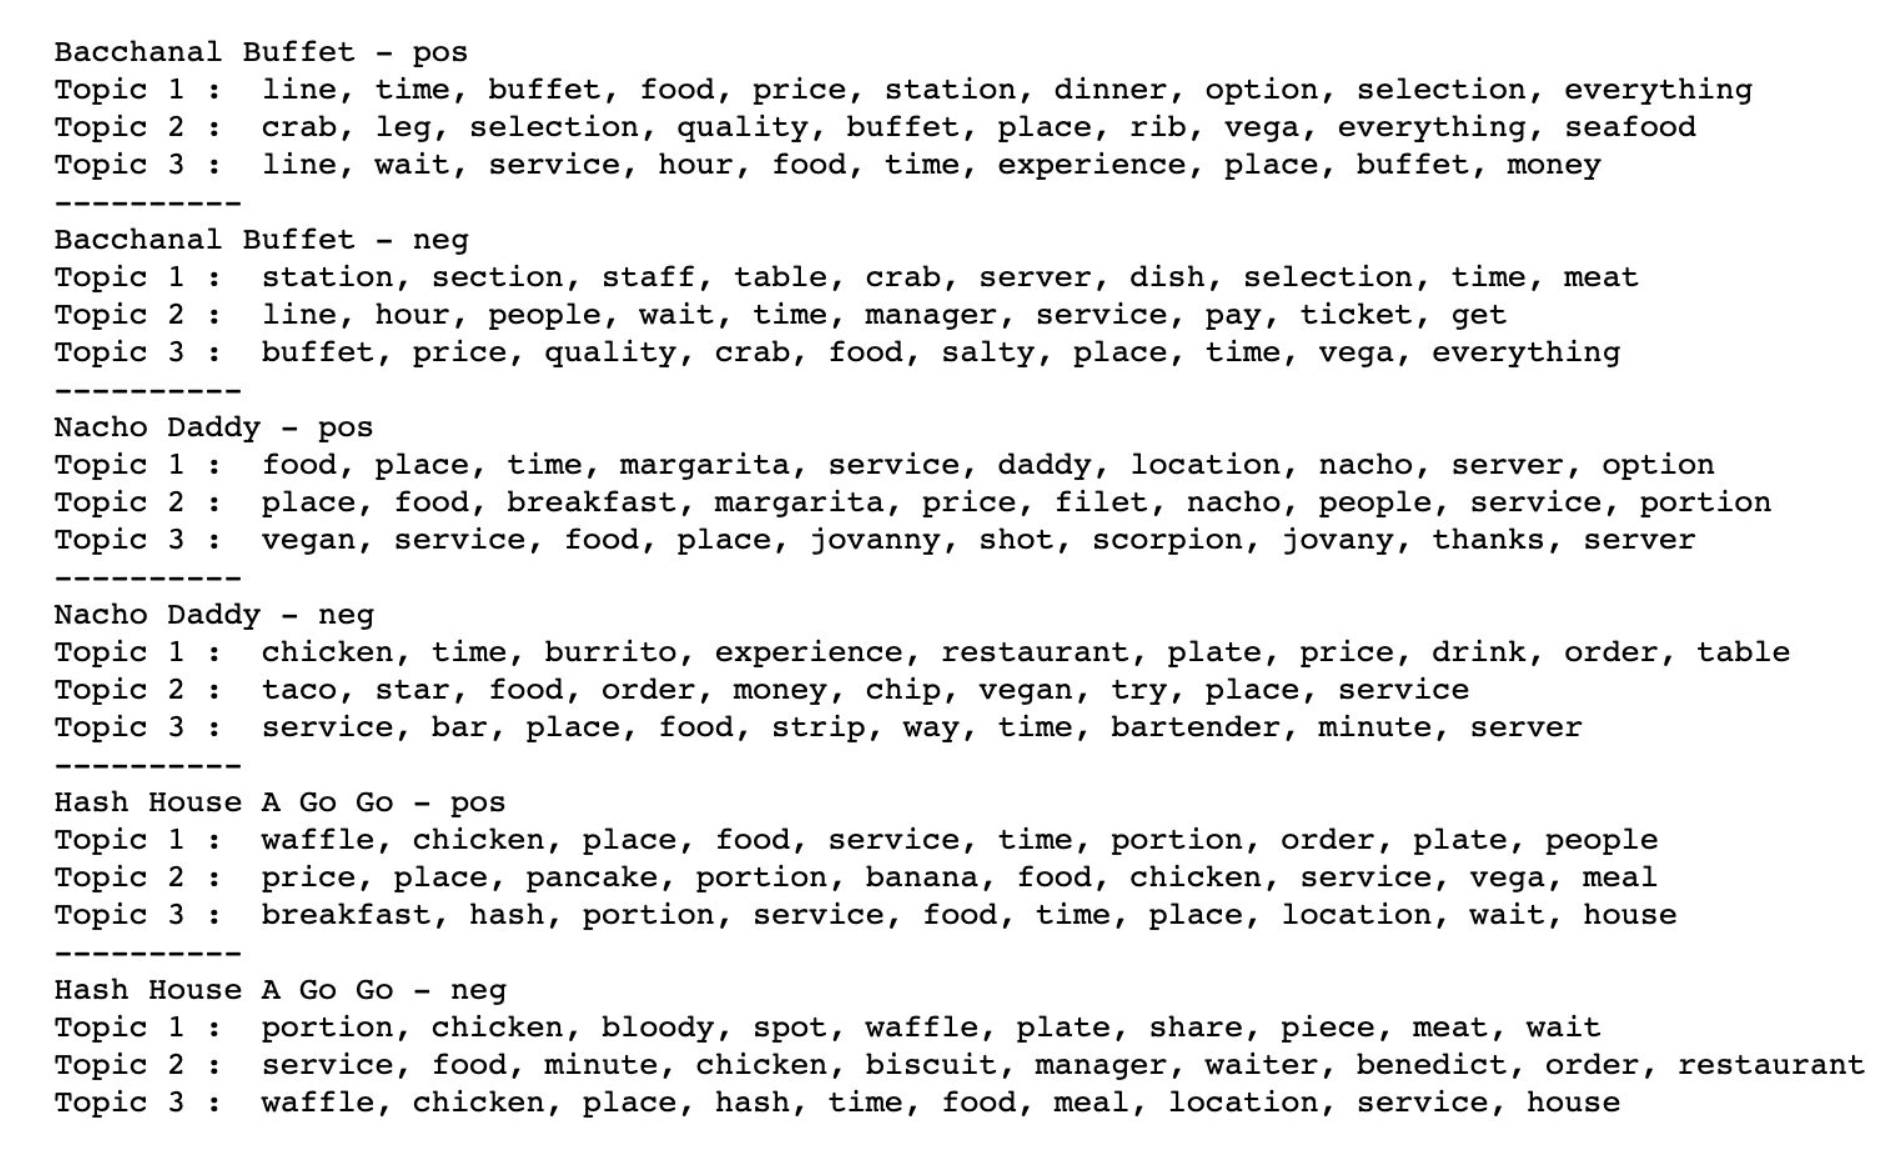 Bacchanal Buffet - pos
Topic 1 :  line, time, buffet, food, price, station, dinner, option, selection, everything
Topic 2 :  crab, leg, selection, quality, buffet, place, rib, vega, everything, seafood
Topic 3 :  line, wait, service, hour, food, time, experience, place, buffet, money
----------
Bacchanal Buffet - neg
Topic 1 :  station, section, staff, table, crab, server, dish, selection, time, meat
Topic 2 :  line, hour, people, wait, time, manager, service, pay, ticket, get
Topic 3 :  buffet, price, quality, crab, food, salty, place, time, vega, everything
----------
Nacho Daddy - pos
Topic 1 :  food, place, time, margarita, service, daddy, location, nacho, server, option
Topic 2 :  place, food, breakfast, margarita, price, filet, nacho, people, service, portion
Topic 3 :  vegan, service, food, place, jovanny, shot, scorpion, jovany, thanks, server
----------
Nacho Daddy - neg
Topic 1 :  chicken, time, burrito, experience, restaurant, plate, price, drink, order, table
Topic 2 :  taco, star, food, order, money, chip, vegan, try, place, service
Topic 3 :  service, bar, place, food, strip, way, time, bartender, minute, server
----------
Hash House A Go Go - pos
Topic 1 :  waffle, chicken, place, food, service, time, portion, order, plate, people
Topic 2 :  price, place, pancake, portion, banana, food, chicken, service, vega, meal
Topic 3 :  breakfast, hash, portion, service, food, time, place, location, wait, house
----------
Hash House A Go Go - neg
Topic 1 :  portion, chicken, bloody, spot, waffle, plate, share, piece, meat, wait
Topic 2 :  service, food, minute, chicken, biscuit, manager, waiter, benedict, order, restaurant
Topic 3 :  waffle, chicken, place, hash, time, food, meal, location, service, house